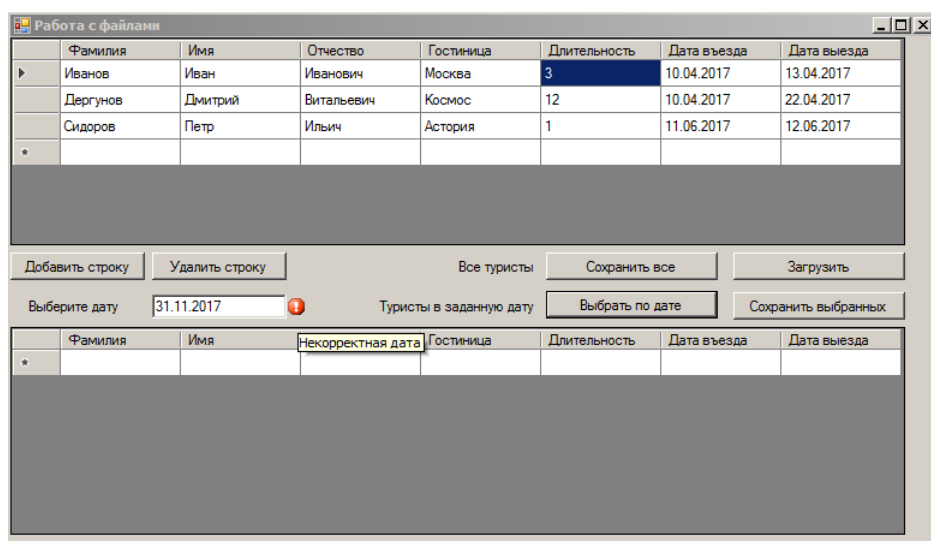 Работа с файлами
Фамилия Имя Отчество Гостиница Длительность Дата въезда Дата выезда
Иванов Иван Иванович Москва 3 10.04.2017 13.04.2017
Дергунов Дмитрий Витальевич Космос 12 10.04.2017 22.04.2017
Сидоров Петр Ильич Астория 1 11.06.2017 12.06.2017
Добавить строку Удалить строку Все туристы Сохранить все Загрузить
Выберите дату 31.11.2017 Туристы в заданную дату Выбрать по дате Сохранить выбранных
Фамилия Имя Некорректная дата Гостиница Длительность Дата въезда Дата выезда